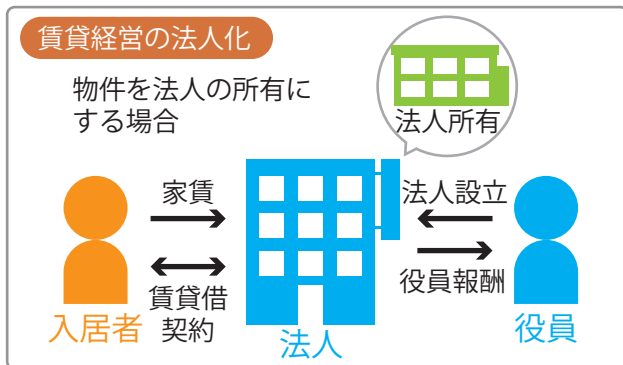 賃貸経営の法人化
物件を法人の所有に
する場合
法人所有
家賃
法人設立
賃貸借
契約
役員報酬
入居者
法人
役員